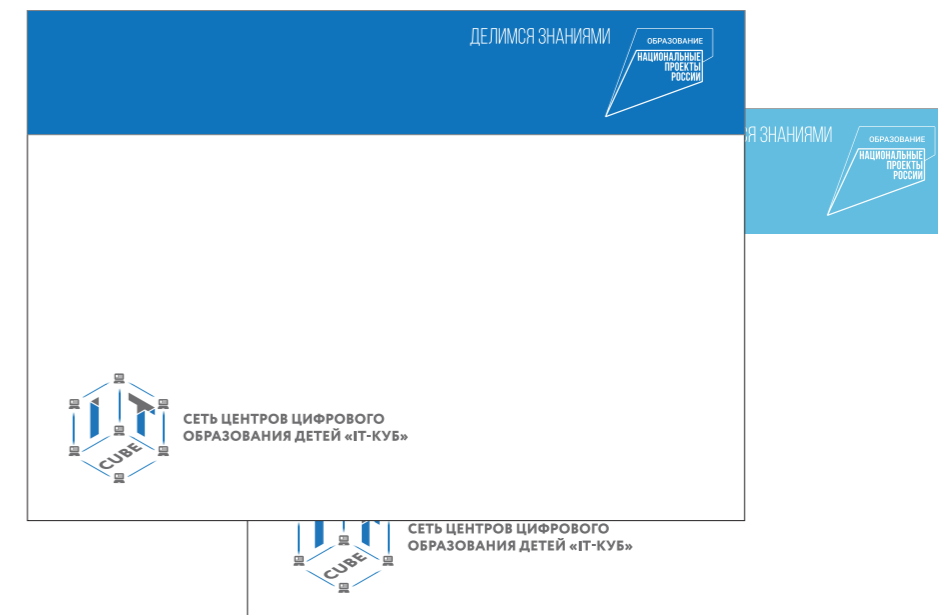 ДЕЛИМСЯ ЗНАНИЯМИ
ОБРАЗОВАНИЕ
НАЦИОНАЛЬНЫЕ
ПРОЕКТЫ
РОССИИ
Я ЗНАНИЯМИ
ОБРАЗОВАНИЕ
НАЦИОНАЛЬНЫЕ
ПРОЕКТЫ
РОССИИ
IT
CUBE
СЕТЬ ЦЕНТРОВ ЦИФРОВОГО
ОБРАЗОВАНИЯ ДЕТЕЙ «IT-КУБ»
CUBE
СЕТЬ ЦЕНТРОВ ЦИФРОВОГО
ОБРАЗОВАНИЯ ДЕТЕЙ «IT-КУБ»